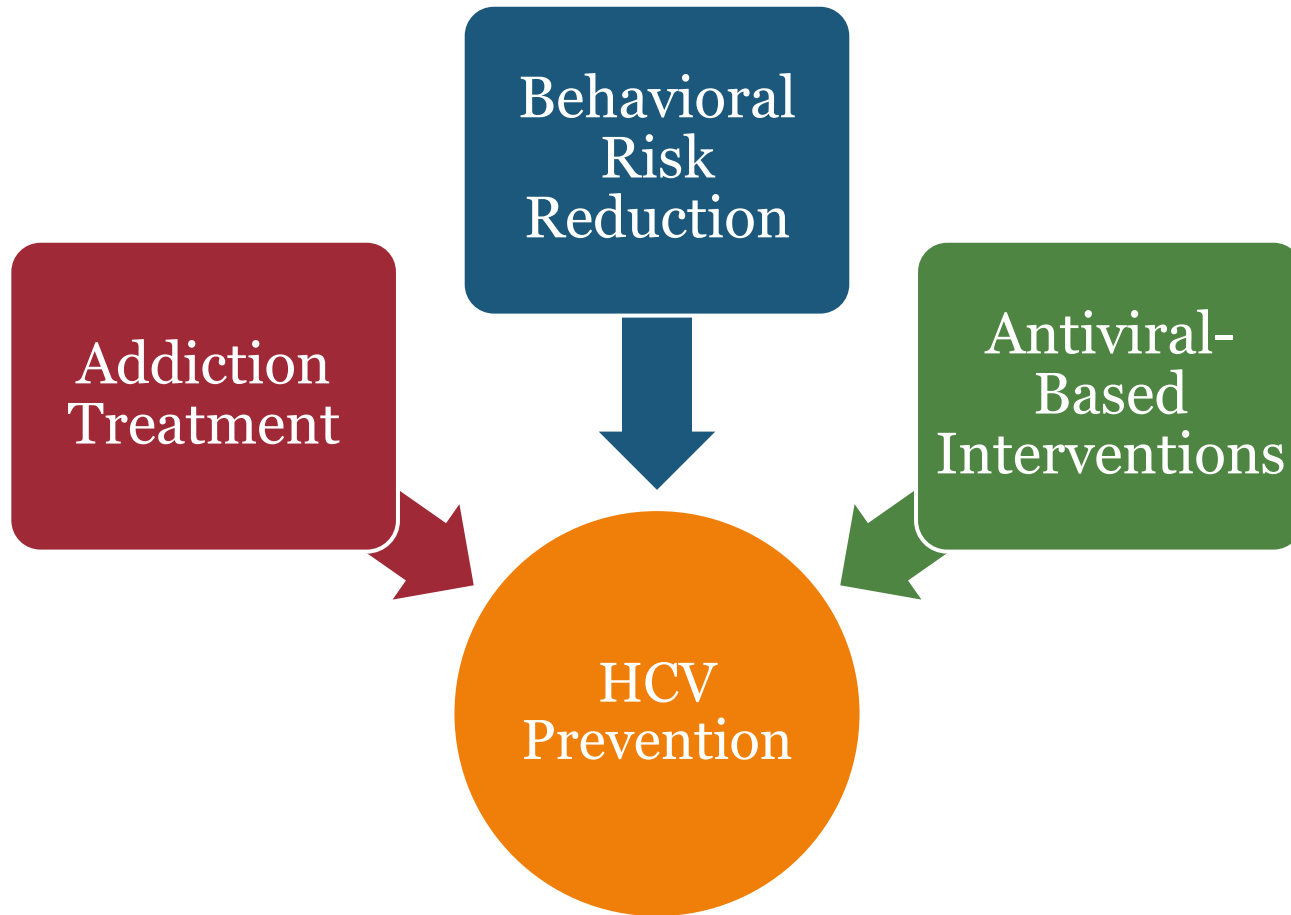 Behavioral
Risk
Reduction
Addiction
Treatment
Antiviral-
Based
Interventions
HCV
Prevention